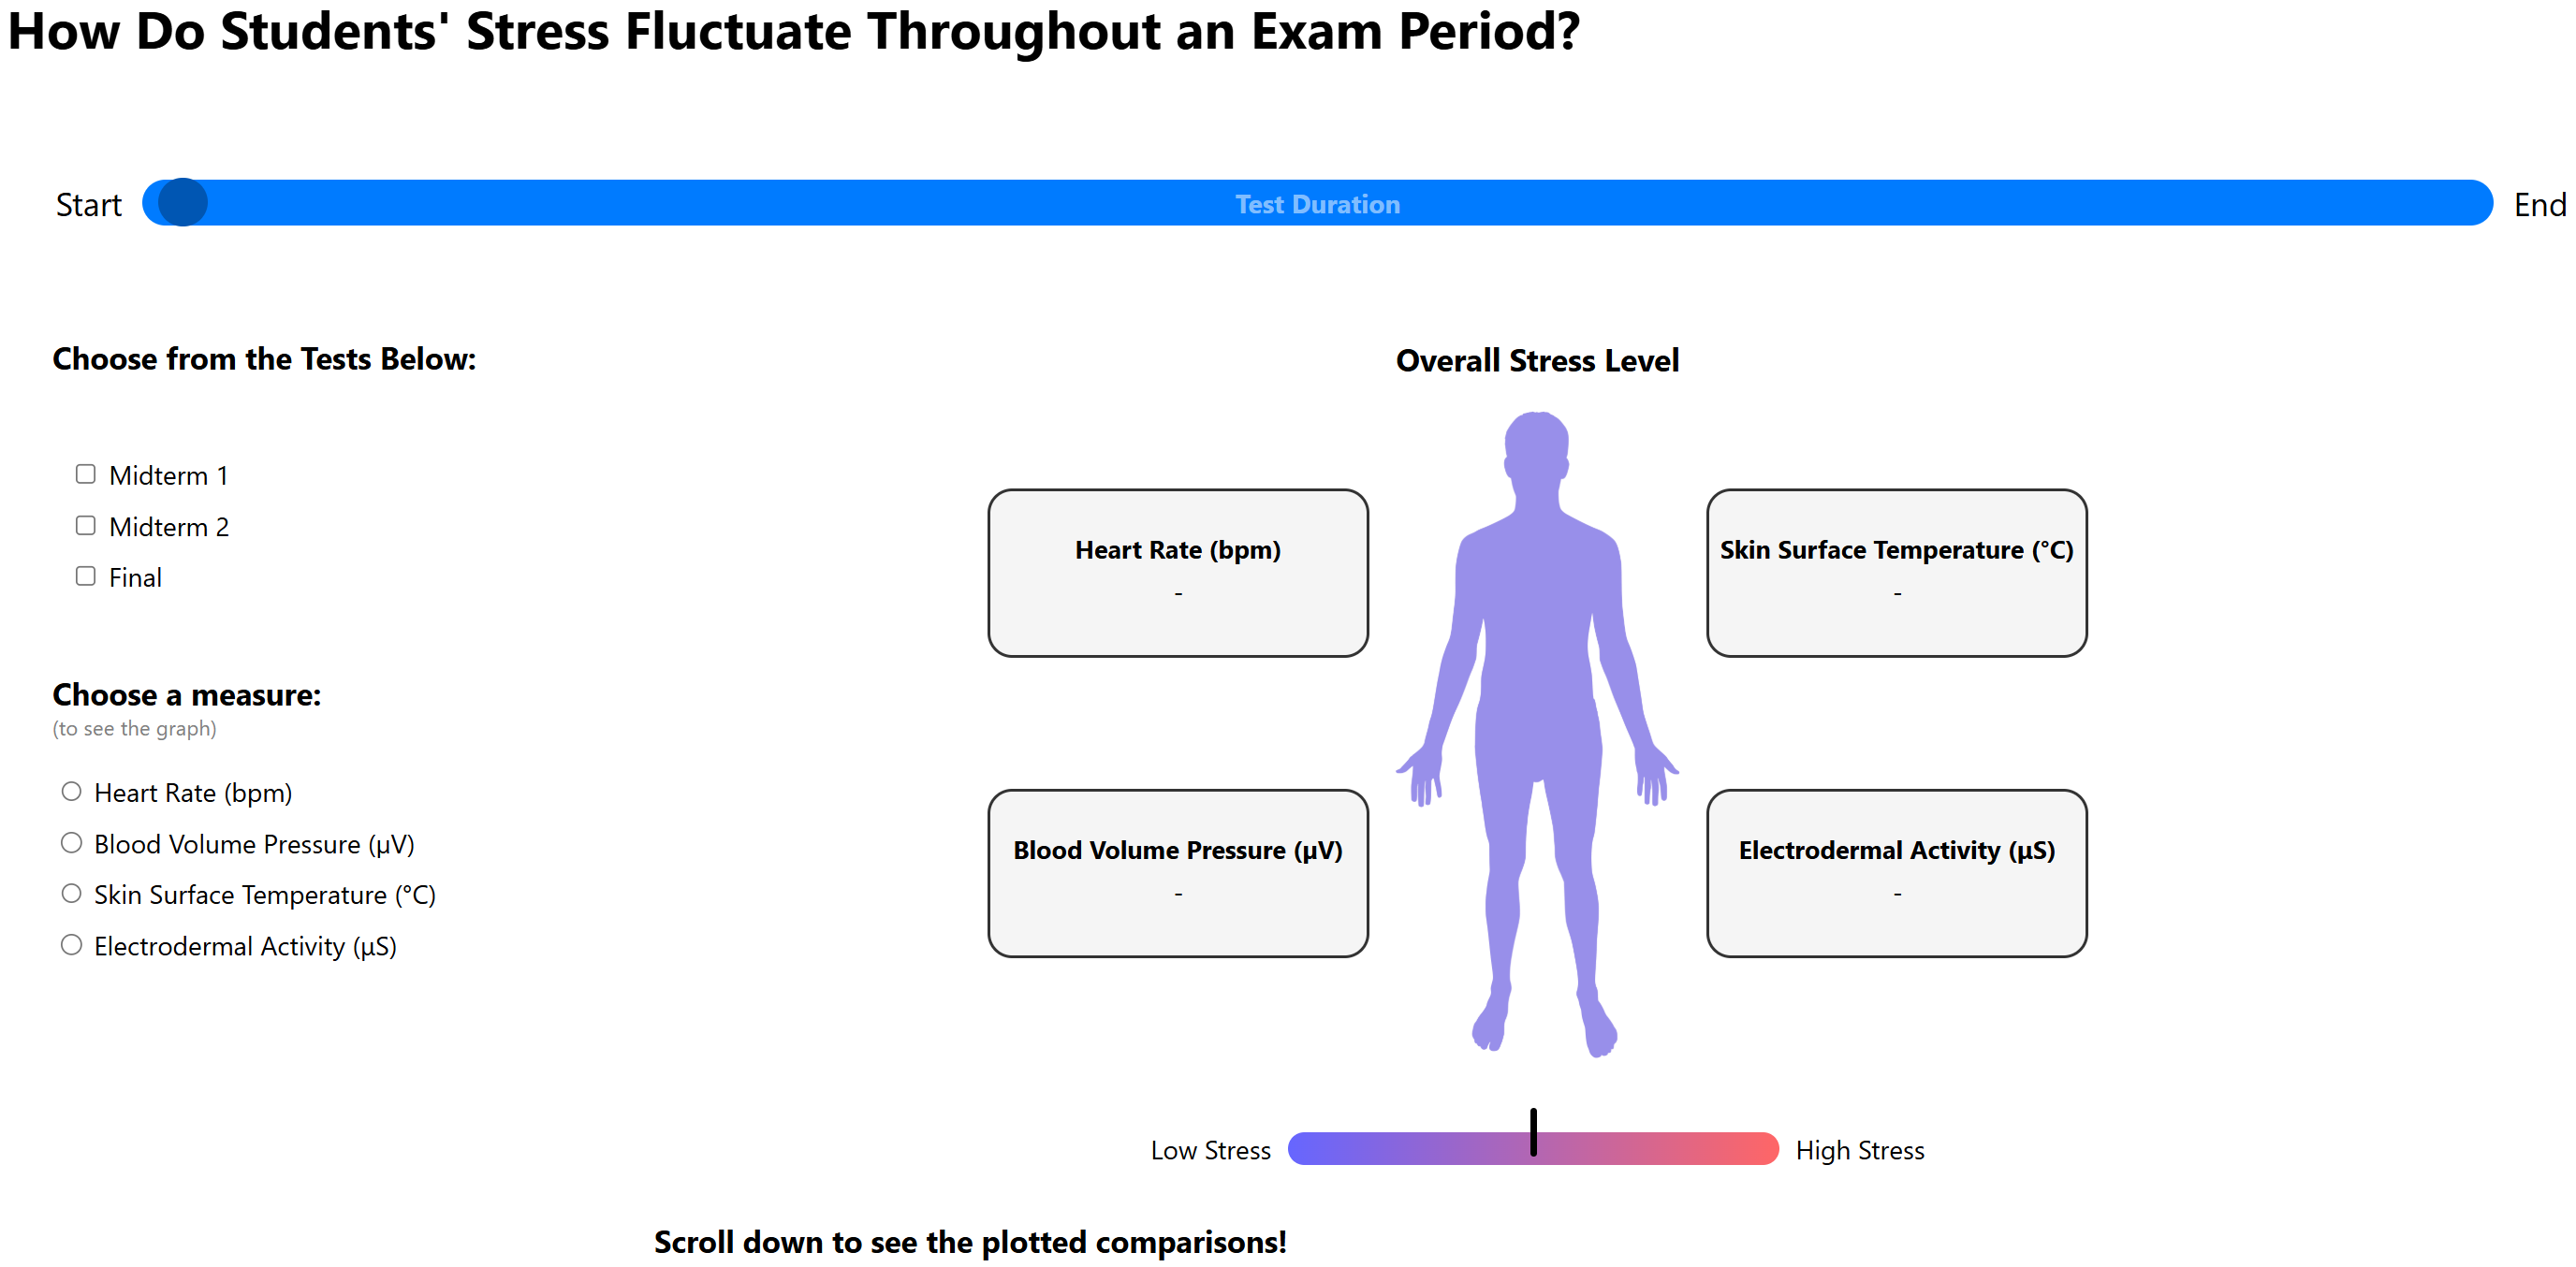 How Do Students' Stress Fluctuate Throughout an Exam Period?
Start
Test Duration
End
Choose from the Tests Below:
Midterm 1
Midterm 2
Final
Choose a measure:
(to see the graph)
Heart Rate (bpm)
Blood Volume Pressure (µV)
Skin Surface Temperature (°C)
Electrodermal Activity (µS)
Overall Stress Level
Heart Rate (bpm)
-
Skin Surface Temperature (°C)
-
Blood Volume Pressure (µV)
-
Electrodermal Activity (µS)
-
Low Stress
High Stress
Scroll down to see the plotted comparisons!